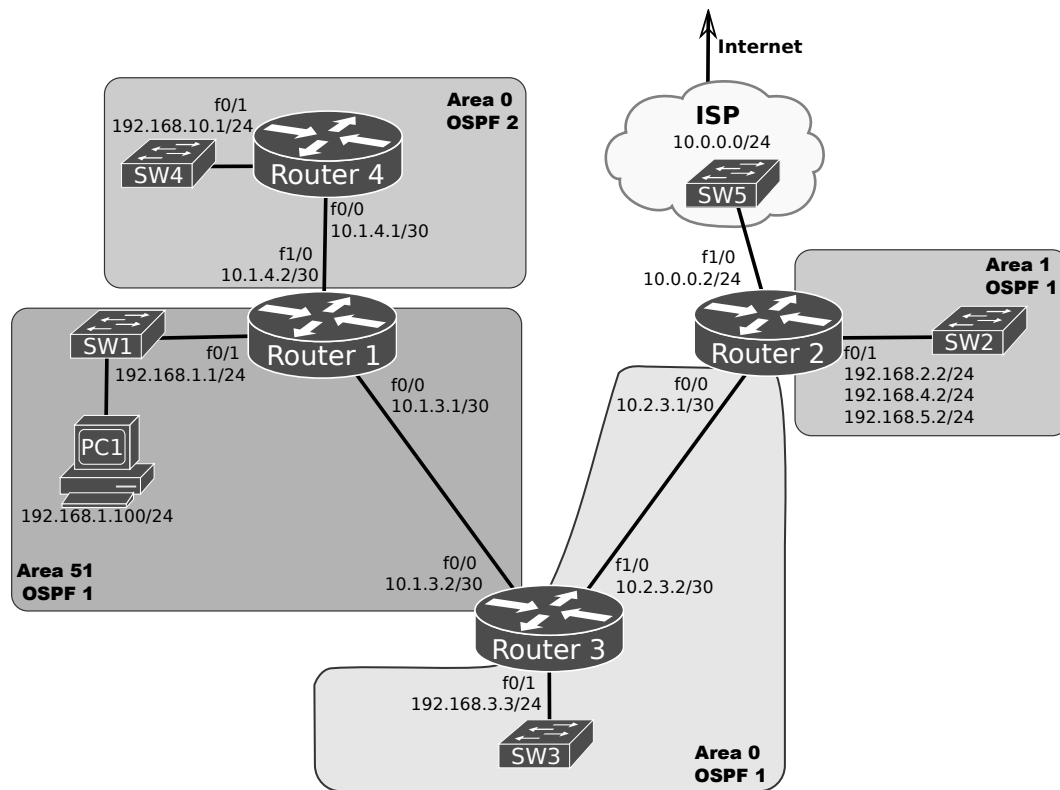 Internet
ISP
10.0.0.0/24
SW5
Area 0
OSPF 2
f0/1
192.168.10.1/24
SW4
Router 4
f0/0
10.1.4.1/30
f1/0
10.1.4.2/30
f1/0
10.0.0.2/24
Area 1
OSPF 1
SW1
f0/1
192.168.1.1/24
Router 1
f0/0
10.1.3.1/30
Router 2
f0/0
10.2.3.1/30
SW2
f0/1
192.168.2.2/24
192.168.4.2/24
192.168.5.2/24
PC1
192.168.1.100/24
Area 51
OSPF 1
f0/0
10.1.3.2/30
f1/0
10.2.3.2/30
Router 3
f0/1
192.168.3.3/24
SW3
Area 0
OSPF 1